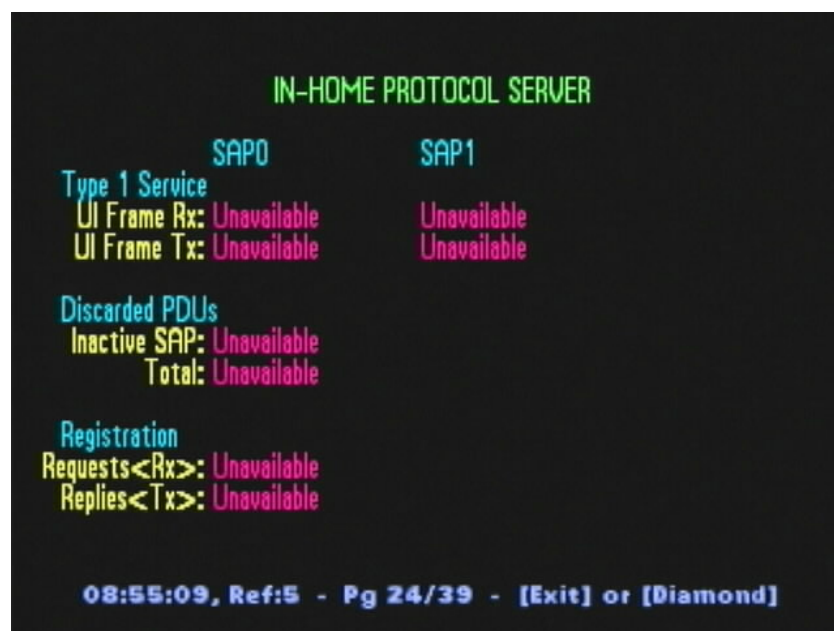 IN-HOME PROTOCOL SERVER
SAP0 SAP1
Type 1 Service
UI Frame Rx: Unavailable Unavailable
UI Frame Tx: Unavailable Unavailable
Discarded PDUs
Inactive SAP: Unavailable
Total: Unavailable
Registration
Requests<Rx>: Unavailable
Replies<Tx>: Unavailable
08:55:09, Ref:5 - Pg 24/39 - [Exit] or [Diamond]